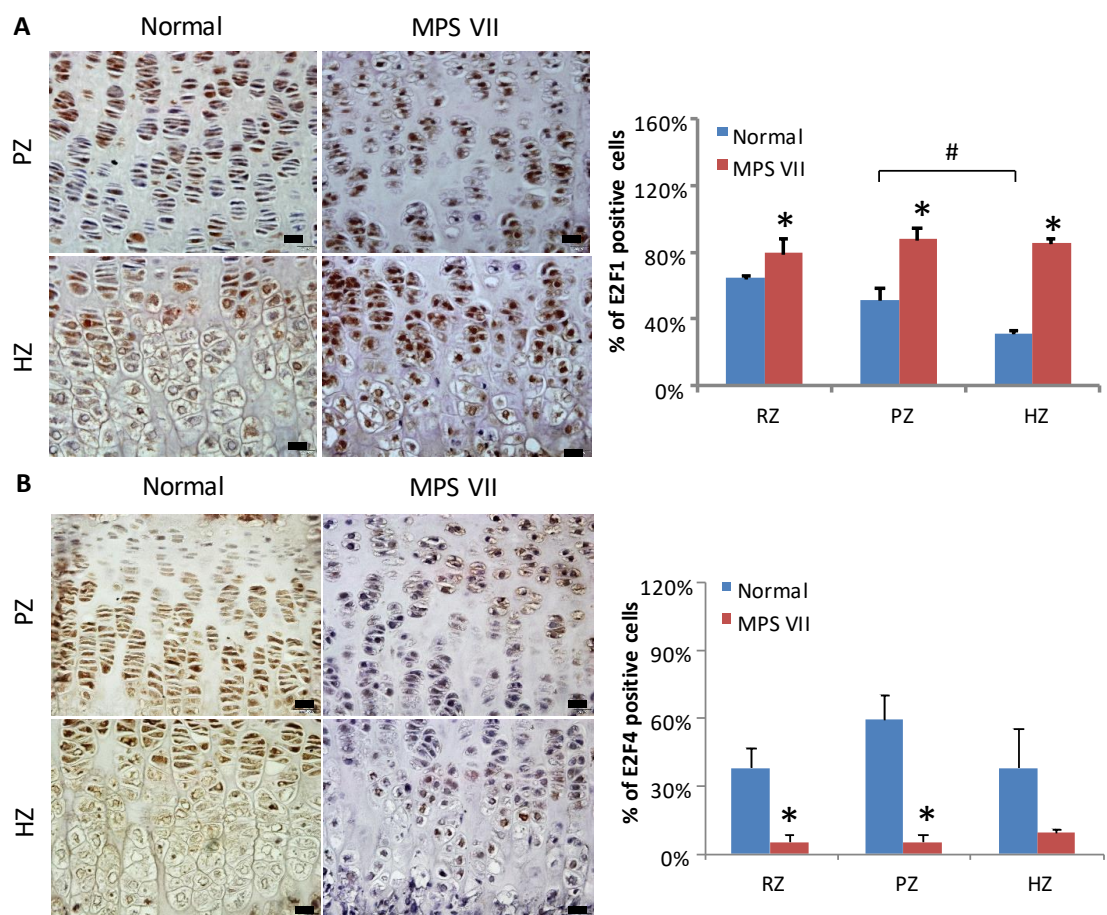 A
Normal
MPS VII
PZ
HZ
% of E2F1 positive cells
160%
120%
80%
40%
0%
Normal
MPS VII
#
*
*
*
RZ
PZ
HZ
B
Normal
MPS VII
PZ
HZ
% of E2F4 positive cells
120%
90%
60%
30%
0%
Normal
MPS VII
*
*
RZ
PZ
HZ